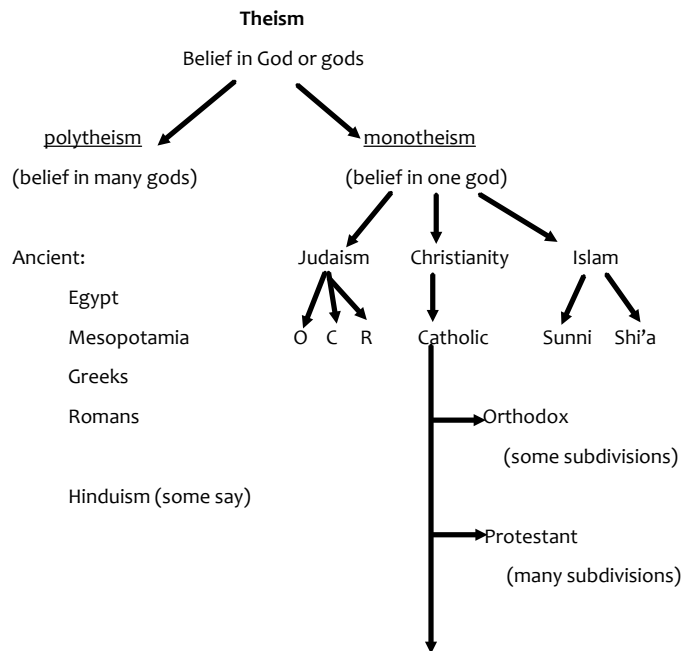 Theism
Belief in God or gods
polytheism monotheism
(belief in many gods) (belief in one god)
Ancient: Judaism Christianity Islam
Egypt
Mesopotamia O C R Catholic Sunni Shi’a
Greeks
Romans Orthodox
(some subdivisions)
Hinduism (some say)
Protestant
(many subdivisions)